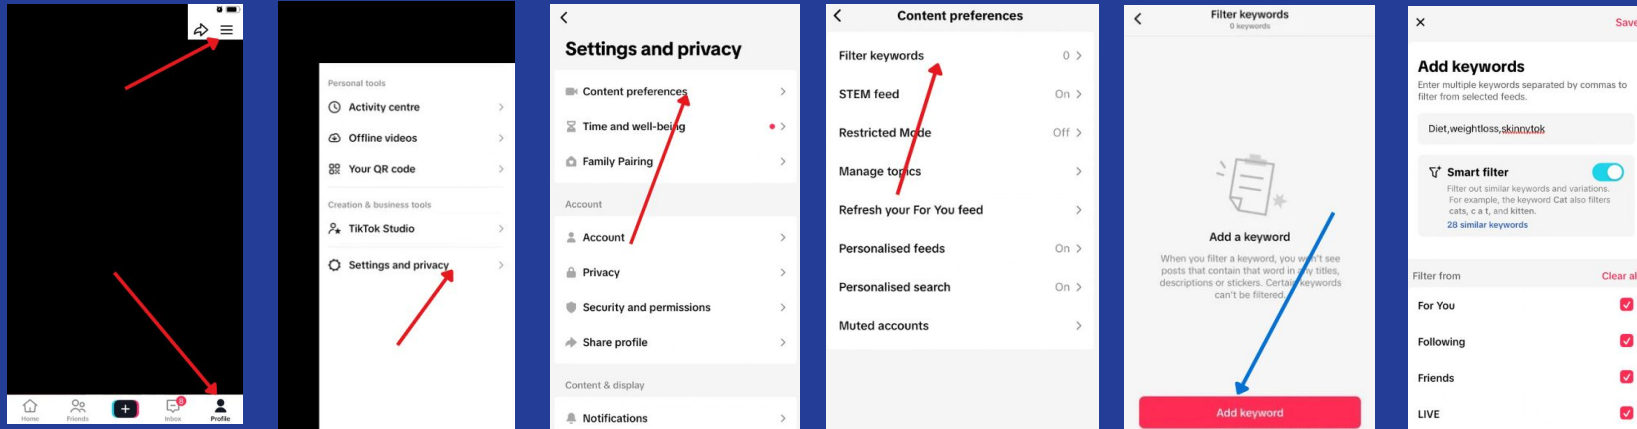 Home
Friends
8
Inbox
Profile
Personal tools
Activity centre
Offline videos
Your QR code
Creation & business tools
TikTok Studio
Settings and privacy
Settings and privacy
Content preferences
Time and well-being
Family Pairing
Account
Account
Privacy
Security and permissions
Share profile
Content & display
Notifications
Content preferences
Filter keywords 0
STEM feed On
Restricted Mode Off
Manage topics
Refresh your For You feed
Personalised feeds On
Personalised search On
Muted accounts
Filter keywords
0 keywords
Add a keyword
When you filter a keyword, you won't see
posts that contain that word in any titles,
descriptions or stickers. Certain keywords
can't be filtered.
Add keyword
Save
Add keywords
Enter multiple keywords separated by commas to
filter from selected feeds.
Diet,weightloss,skinnytok
Smart filter
Filter out similar keywords and variations.
For example, the keyword Cat also filters
cats, c a t, and kitten.
28 similar keywords
Filter from Clear all
For You
Following
Friends
LIVE